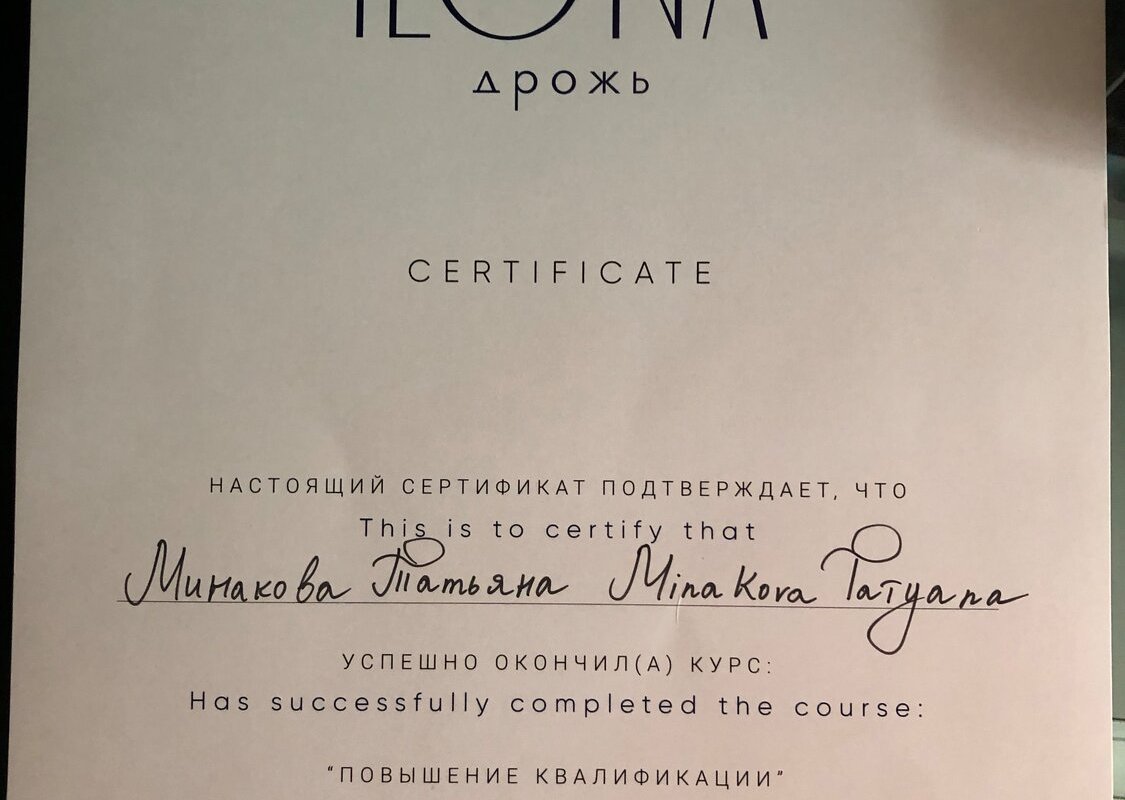 ILONA
дрожь
CERTIFICATE
НАСТОЯЩИЙ СЕРТИФИКАТ ПОДТВЕРЖДАЕТ, ЧТО
This is to certify that
Минакова Татьяна Minakova Tatyana
УСПЕШНО ОКОНЧИЛ(А) КУРС:
Has successfully completed the course:
"ПОВЫШЕНИЕ КВАЛИФИКАЦИИ"